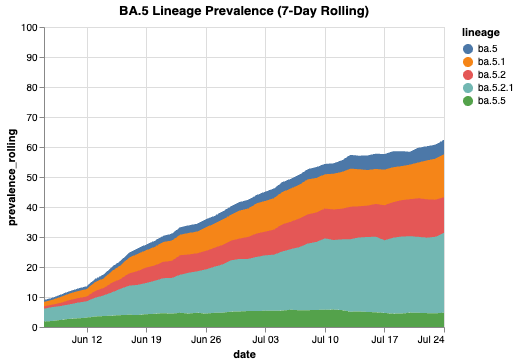 BA.5 Lineage Prevalence (7-Day Rolling)
lineage
ba.5
ba.5.1
ba.5.2
ba.5.2.1
ba.5.5
prevalence_rolling
100
90
80
70
60
50
40
30
20
10
0
Jun 12 Jun 19 Jun 26 Jul 03 Jul 10 Jul 17 Jul 24
date